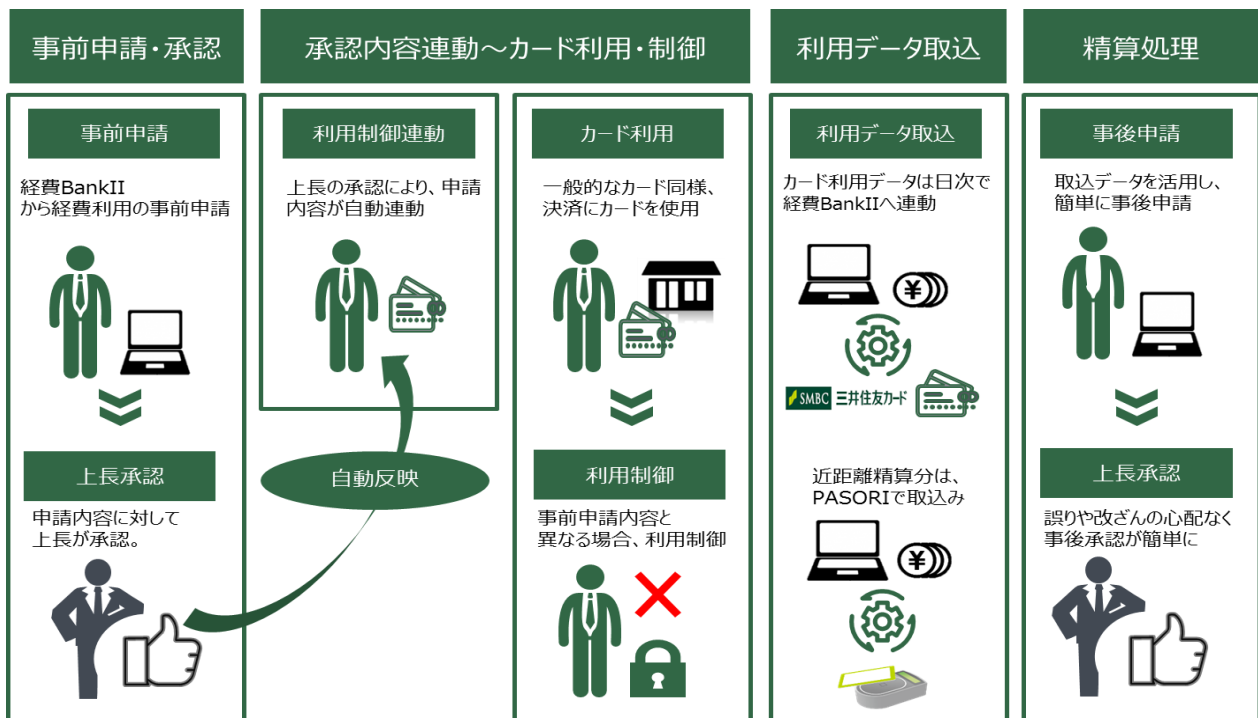 事前申請・承認
承認内容連動～カード利用・制御
利用データ取込
精算処理
事前申請
経費BankII
から経費利用の事前申請
上長承認
申請内容に対して
上長が承認。
利用制御連動
上長の承認により、申請
内容が自動連動
自動反映
カード利用
一般的なカード同様、
決済にカードを使用
利用制御
事前申請内容と
異なる場合、利用制御
利用データ取込
カード利用データは日次で
経費BankIIへ連動
¥
SMBC 三井住友カード
近距離精算分は、
PASORIで取込み
¥
事後申請
取込データを活用し、
簡単に事後申請
上長承認
誤りや改ざんの心配なく
事後承認が簡単に